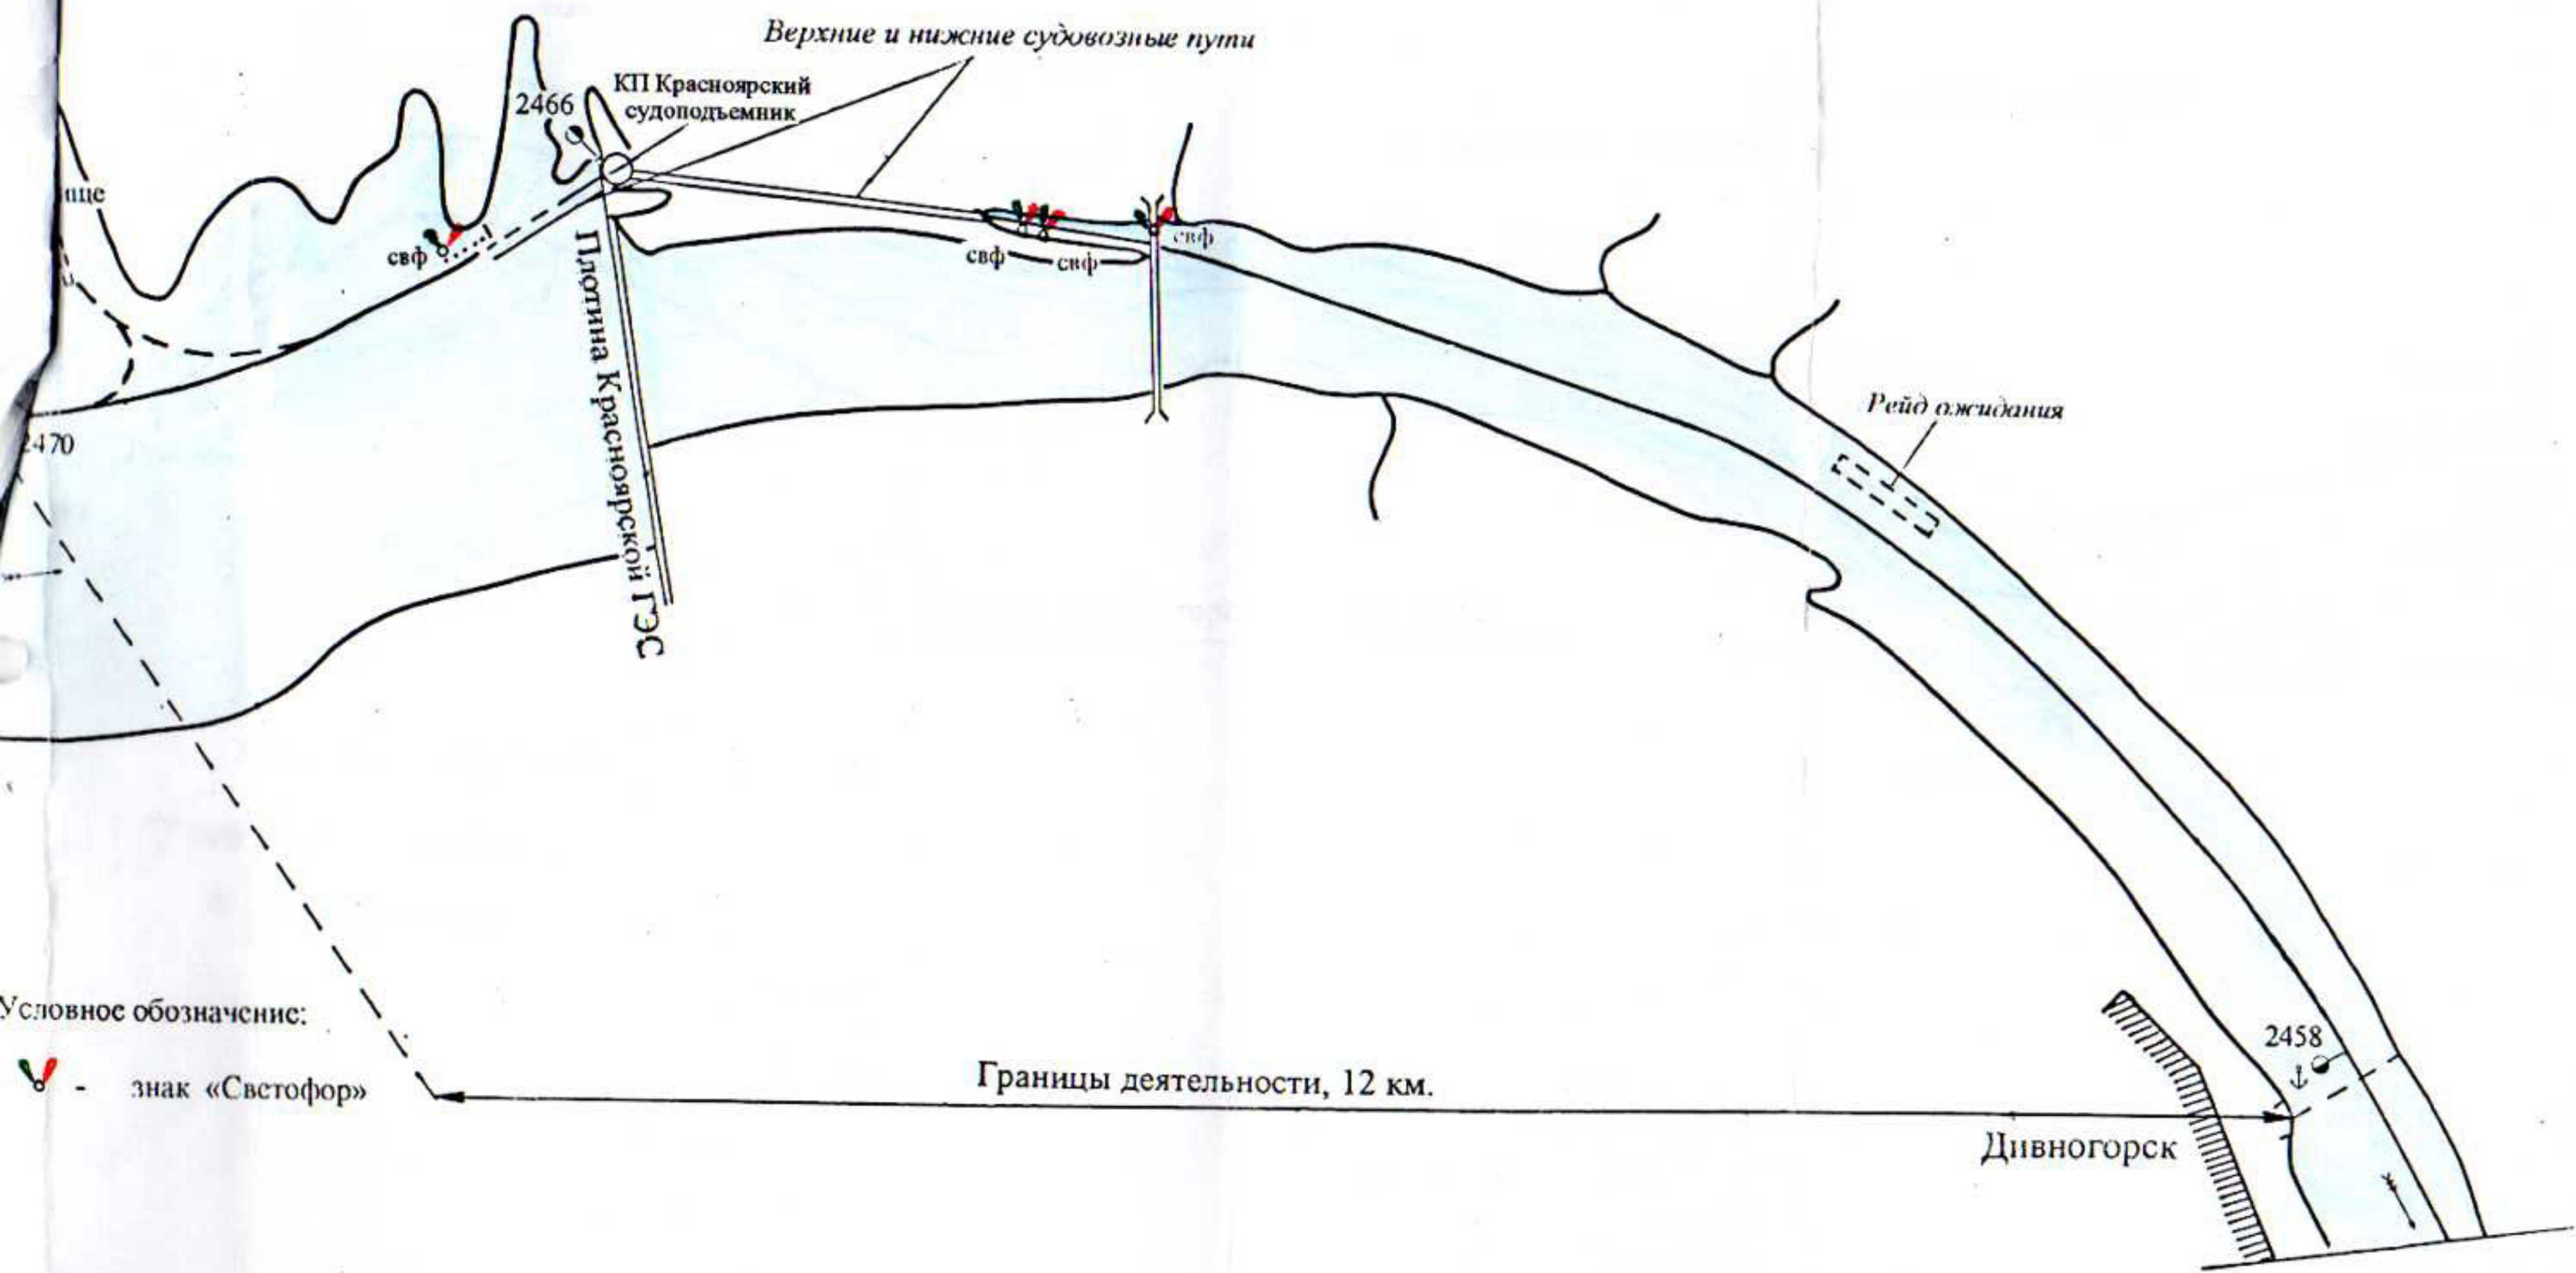 Верхние и нижние судовозные пути
КП Красноярский
судоподъемник
2466
ище
свф
свф
свф
свф
Плотина Красноярской ГЭС
Рейд ожидания
2470
Условное обозначение:
- знак «Светофор»
Границы деятельности, 12 км.
2458
Дивногорск